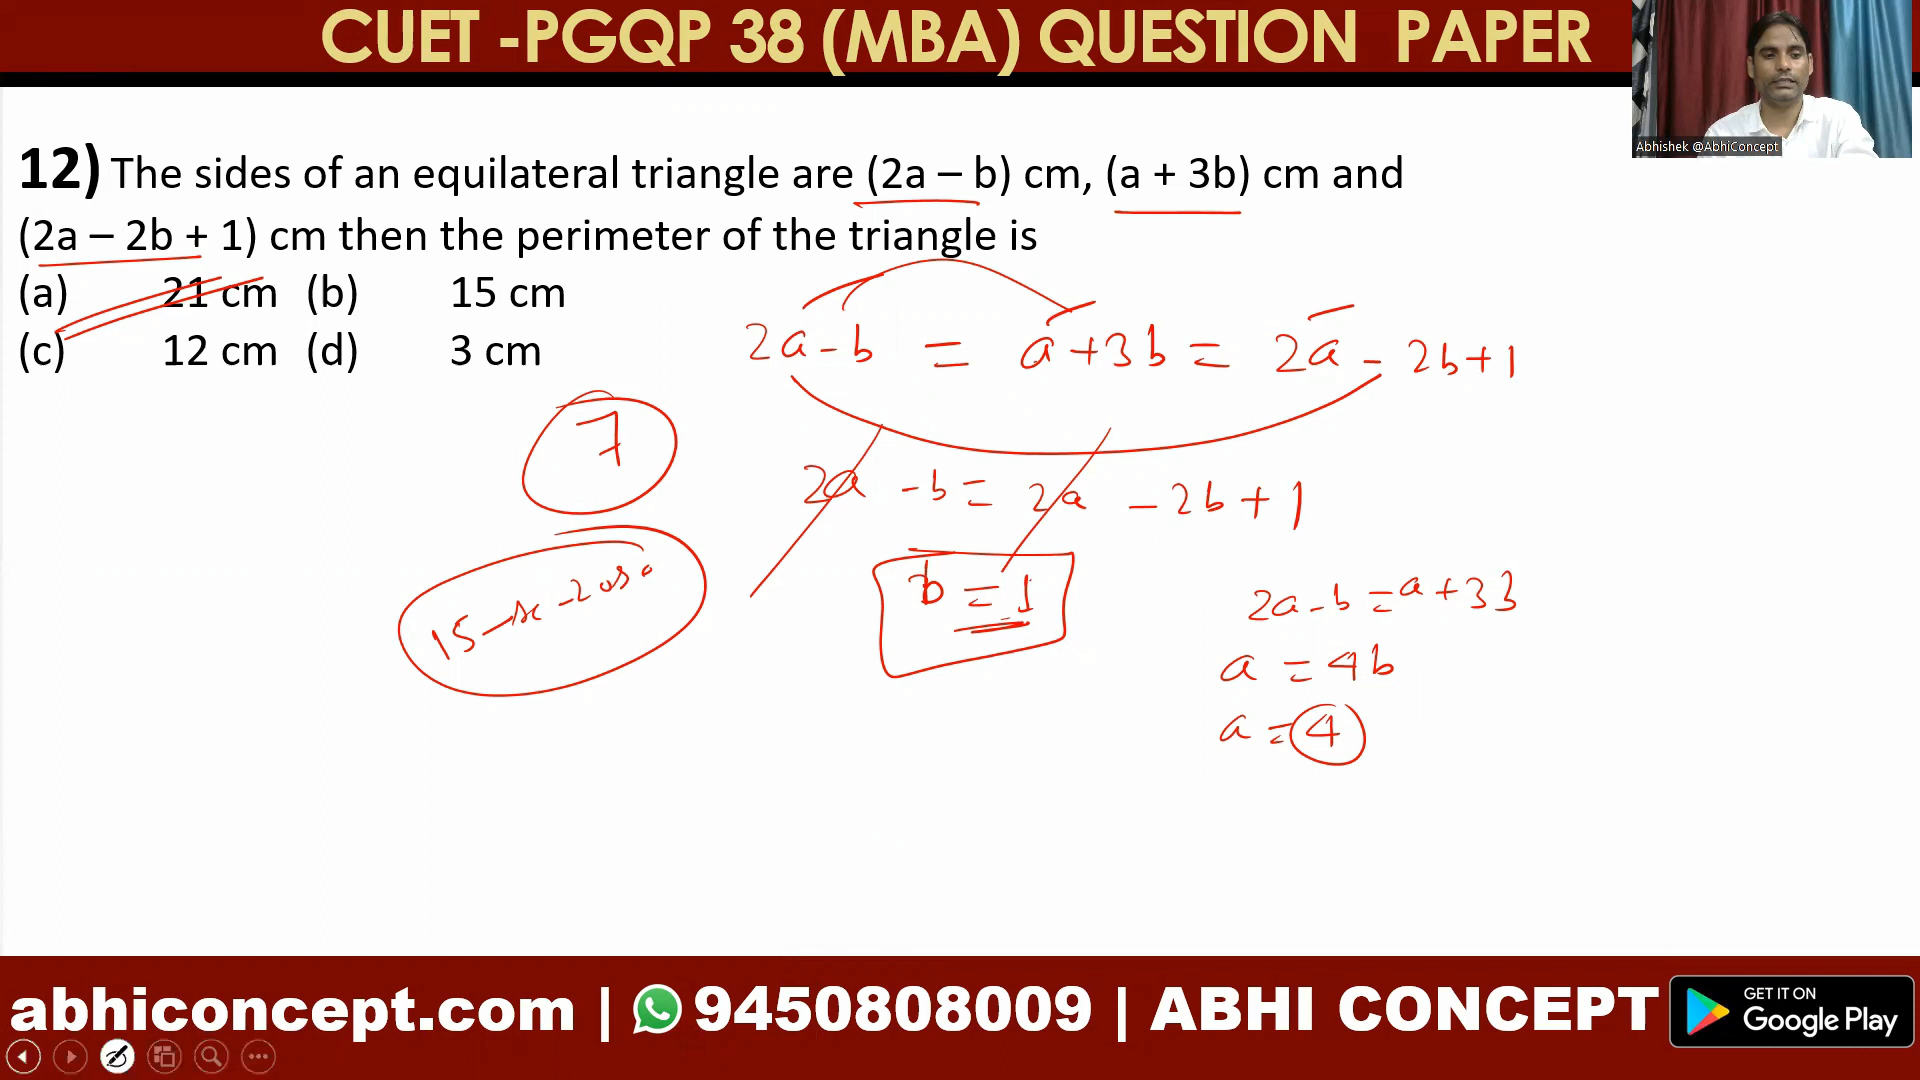 CUET -PGQP 38 (MBA) QUESTION PAPER
Abhishek @AbhiConcept
12) The sides of an equilateral triangle are (2a – b) cm, (a + 3b) cm and
(2a – 2b + 1) cm then the perimeter of the triangle is
(a) 21 cm (b) 15 cm
(c) 12 cm (d) 3 cm
2a - b = a + 3b = 2a - 2b + 1
7
2a - b = 2a - 2b + 1
b = 1
15
2a - b = a + 33
a = 4b
a = 4
abhiconcept.com | 9450808009 | ABHI CONCEPT
GET IT ON
Google Play